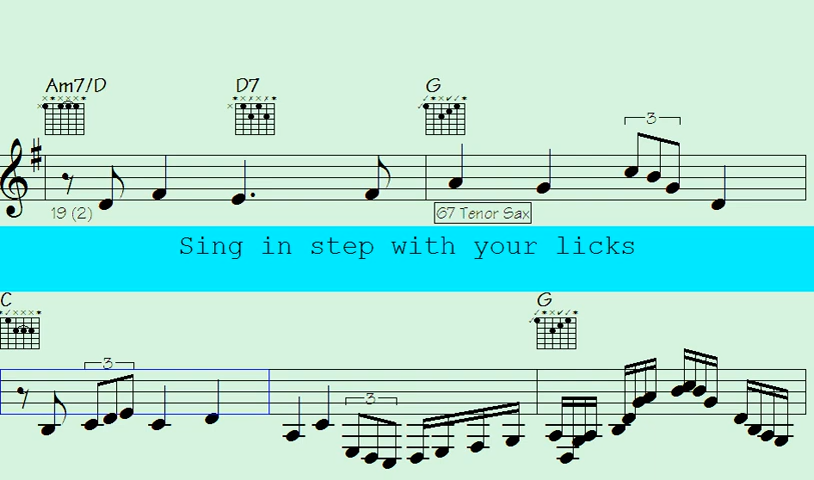 Am7/D D7 G
3
19 (2) 67 Tenor Sax
Sing in step with your licks
C G
3
3